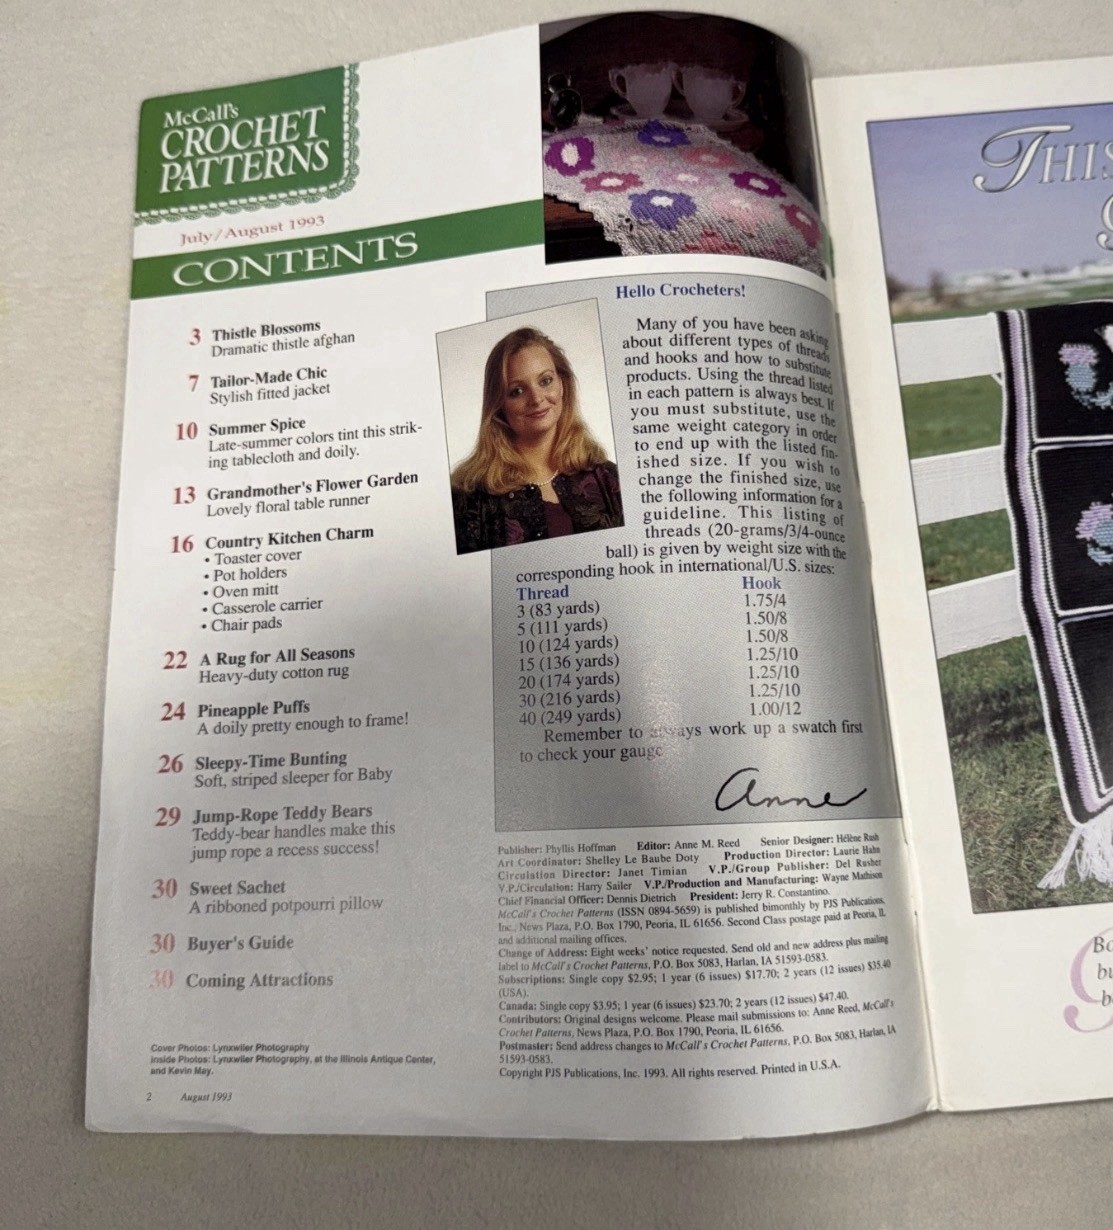 McCall's
CROCHET
PATTERNS
July/August 1993
CONTENTS
3 Thistle Blossoms
Dramatic thistle afghan
7 Tailor-Made Chic
Stylish fitted jacket
10 Summer Spice
Late-summer colors tint this strik-
ing tablecloth and doily.
13 Grandmother's Flower Garden
Lovely floral table runner
16 Country Kitchen Charm
• Toaster cover
• Pot holders
• Oven mitt
• Casserole carrier
• Chair pads
22 A Rug for All Seasons
Heavy-duty cotton rug
24 Pineapple Puffs
A doily pretty enough to frame!
26 Sleepy-Time Bunting
Soft, striped sleeper for Baby
29 Jump-Rope Teddy Bears
Teddy-bear handles make this
jump rope a recess success!
30 Sweet Sachet
A ribboned potpourri pillow
30 Buyer's Guide
30 Coming Attractions
Cover Photos: Lynxwiler Photography
Inside Photos: Lynxwiler Photography, at the Illinois Antique Center,
and Kevin May.
2 August 1993
Hello Crocheters!
Many of you have been asking
about different types of threads
and hooks and how to substitute
products. Using the thread listed
in each pattern is always best. If
you must substitute, use the
same weight category in order
to end up with the listed fin-
ished size. If you wish to
change the finished size, use
the following information for a
guideline. This listing of
threads (20-grams/3/4-ounce
ball) is given by weight size with the
corresponding hook in international/U.S. sizes:
Thread Hook
3 (83 yards) 1.75/4
5 (111 yards) 1.50/8
10 (124 yards) 1.50/8
15 (136 yards) 1.25/10
20 (174 yards) 1.25/10
30 (216 yards) 1.25/10
40 (249 yards) 1.00/12
Remember to always work up a swatch first
to check your gauge
Anne
Publisher: Phyllis Hoffman Editor: Anne M. Reed Senior Designer: Hélène Rush
Art Coordinator: Shelley Le Baube Doty Production Director: Laurie Hahn
Circulation Director: Janet Timian V.P./Group Publisher: Del Rusher
V.P./Circulation: Harry Sailer V.P./Production and Manufacturing: Wayne Mathison
Chief Financial Officer: Dennis Dietrich President: Jerry R. Constantino.
McCall's Crochet Patterns (ISSN 0894-5659) is published bimonthly by PJS Publications,
Inc., News Plaza, P.O. Box 1790, Peoria, IL 61656. Second Class postage paid at Peoria, IL
and additional mailing offices.
Change of Address: Eight weeks' notice requested. Send old and new address plus mailing
label to McCall's Crochet Patterns, P.O. Box 5083, Harlan, IA 51593-0583.
Subscriptions: Single copy $2.95; 1 year (6 issues) $17.70; 2 years (12 issues) $35.40
(USA).
Canada: Single copy $3.95; 1 year (6 issues) $23.70; 2 years (12 issues) $47.40.
Contributors: Original designs welcome. Please mail submissions to: Anne Reed, McCall's
Crochet Patterns, News Plaza, P.O. Box 1790, Peoria, IL 61656.
Postmaster: Send address changes to McCall's Crochet Patterns, P.O. Box 5083, Harlan, IA
51593-0583.
Copyright PJS Publications, Inc. 1993. All rights reserved. Printed in U.S.A.
THIS